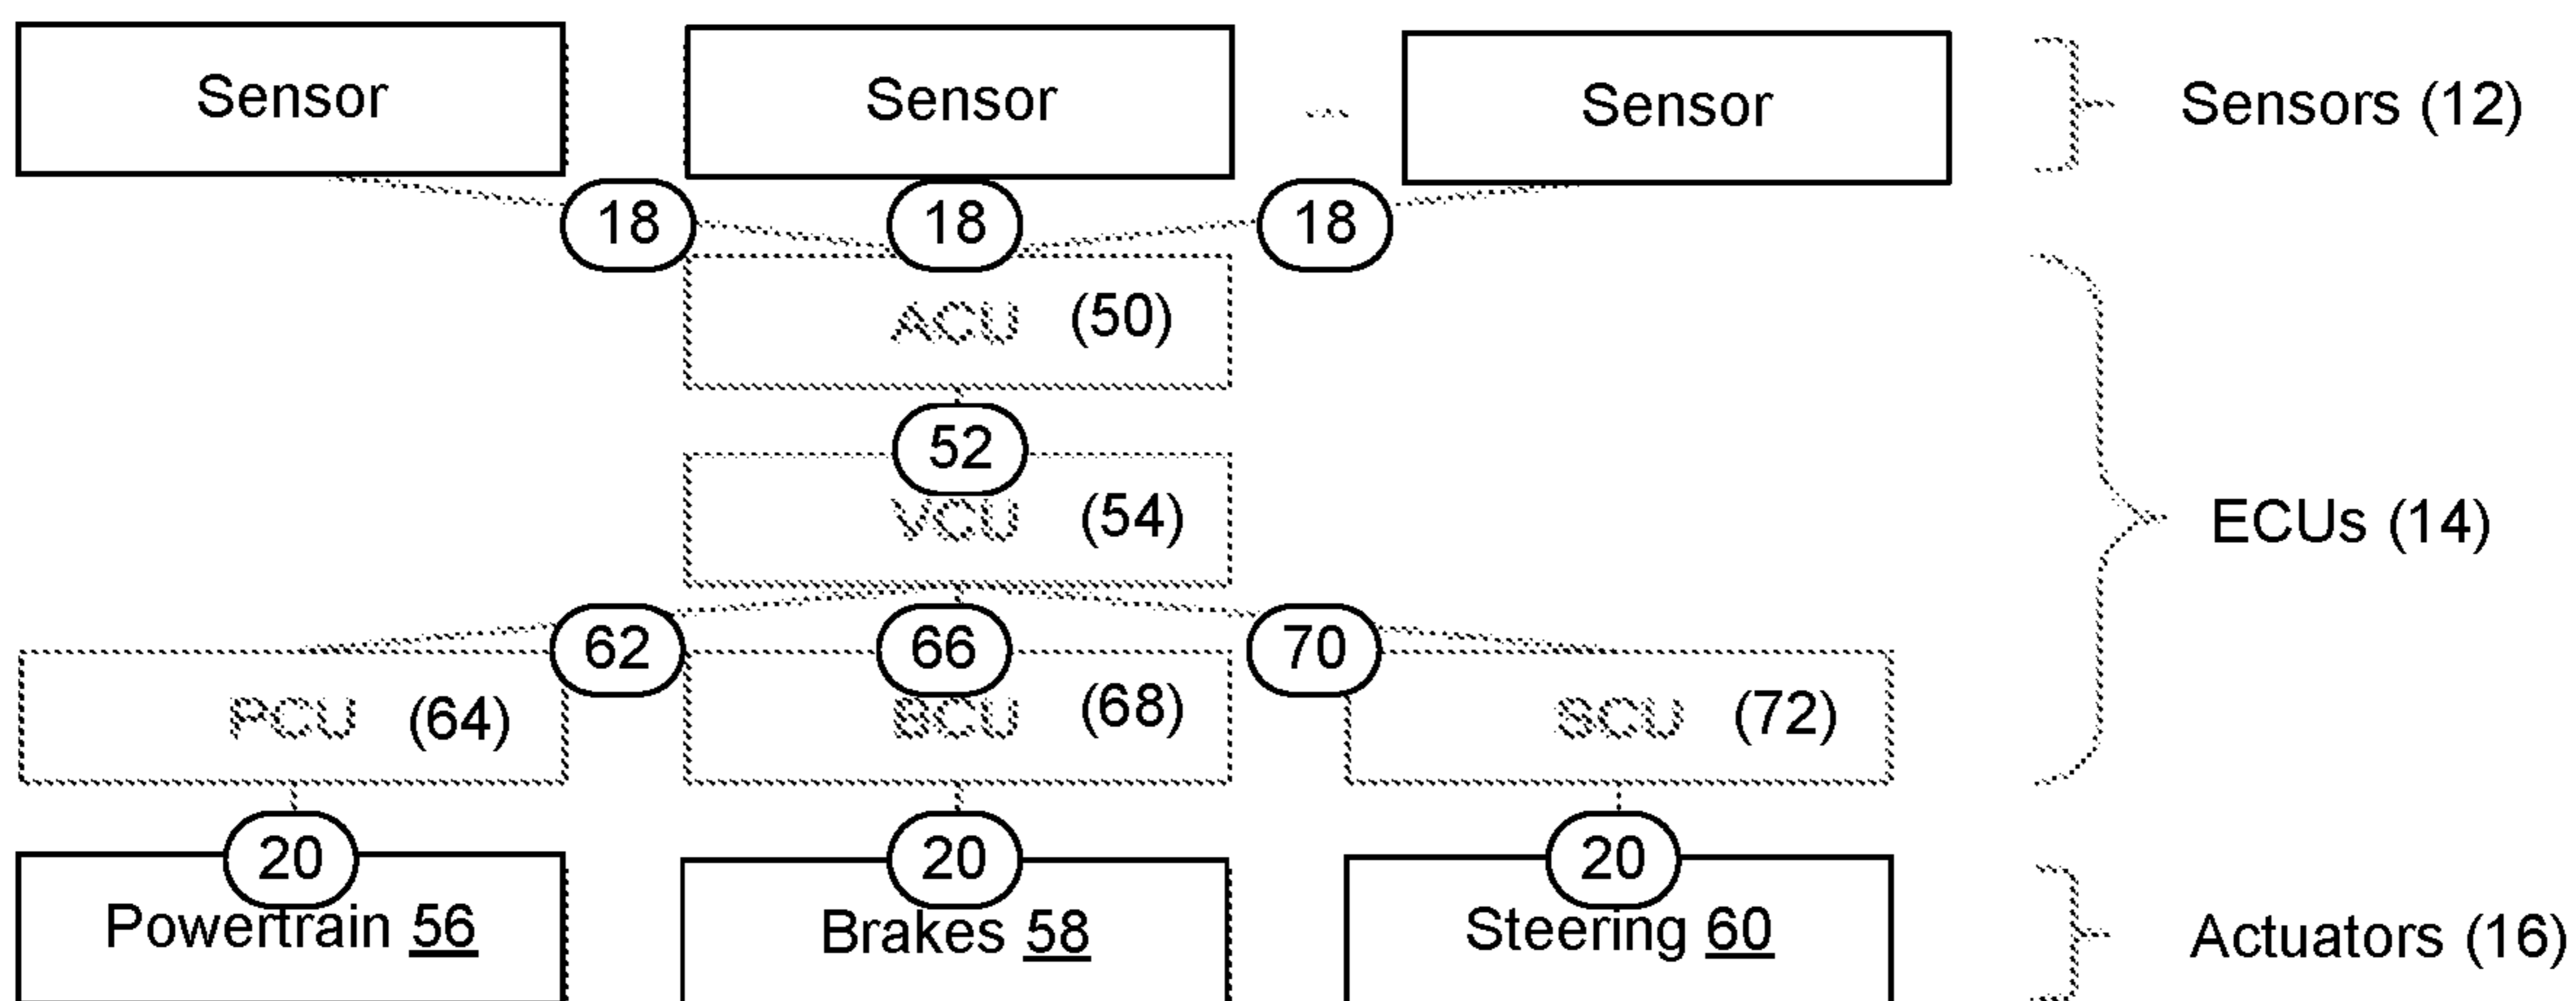 Sensor Sensor ... Sensor Sensors (12)
18 18 18
ACU (50)
52
VCU (54)
ECUs (14)
62 66 70
PCU (64) BCU (68) SCU (72)
20 20 20
Powertrain 56 Brakes 58 Steering 60 Actuators (16)